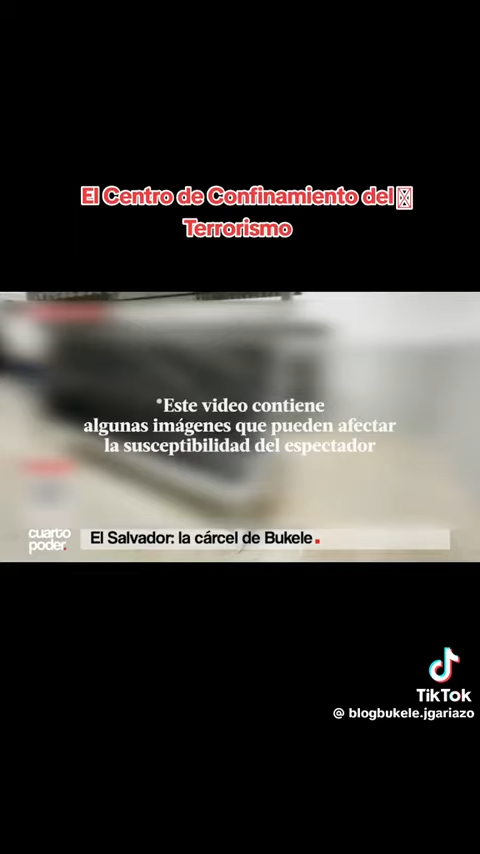 El Centro de Confinamiento del
Terrorismo
*Este video contiene
algunas imágenes que pueden afectar
la susceptibilidad del espectador
cuarto
poder.
El Salvador: la cárcel de Bukele.
TikTok
@ blogbukele.jgariazo